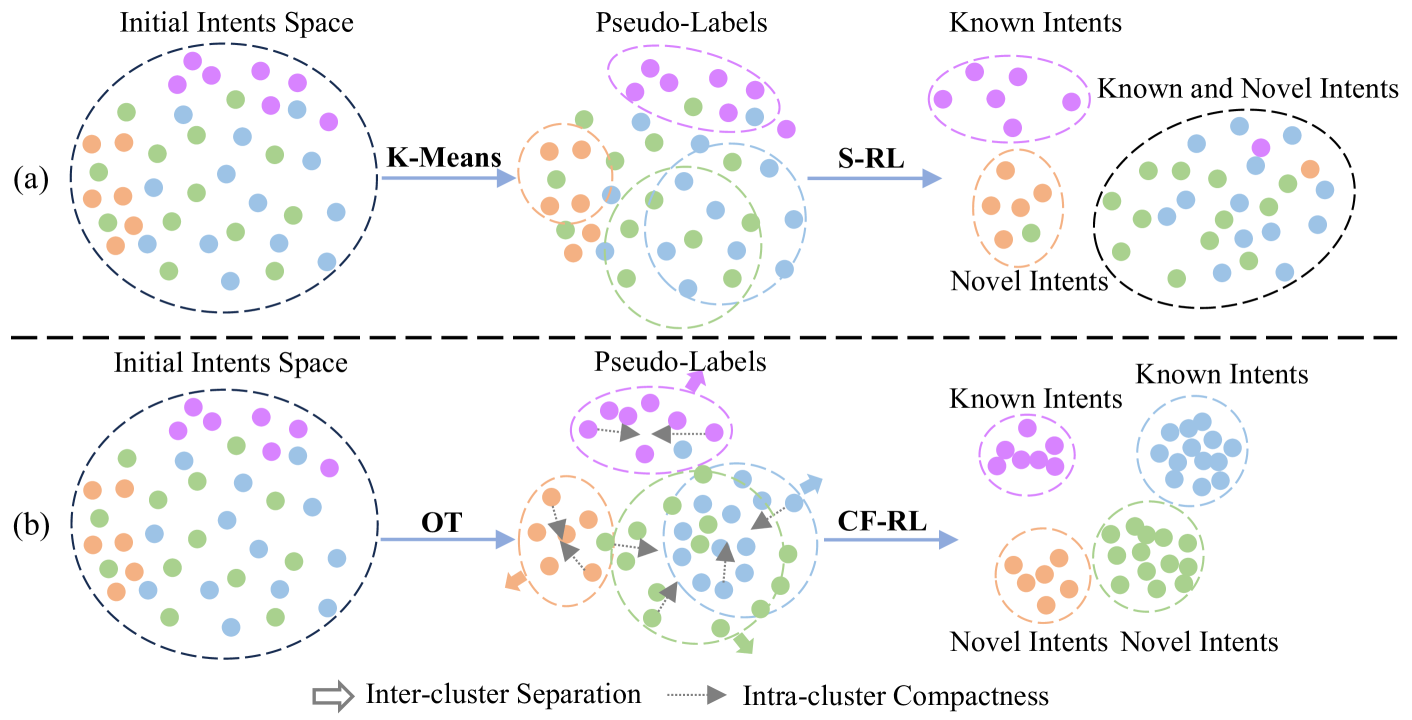 Initial Intents Space
Pseudo-Labels
Known Intents
Known and Novel Intents
(a)
K-Means
S-RL
Novel Intents
Initial Intents Space
Pseudo-Labels
Known Intents
Known Intents
(b)
OT
CF-RL
Novel Intents
Novel Intents
Inter-cluster Separation
Intra-cluster Compactness